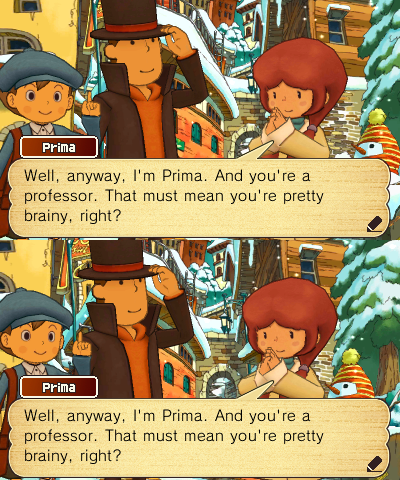 Prima
Well, anyway, I'm Prima. And you're a
professor. That must mean you're pretty
brainy, right?
Prima
Well, anyway, I'm Prima. And you're a
professor. That must mean you're pretty
brainy, right?